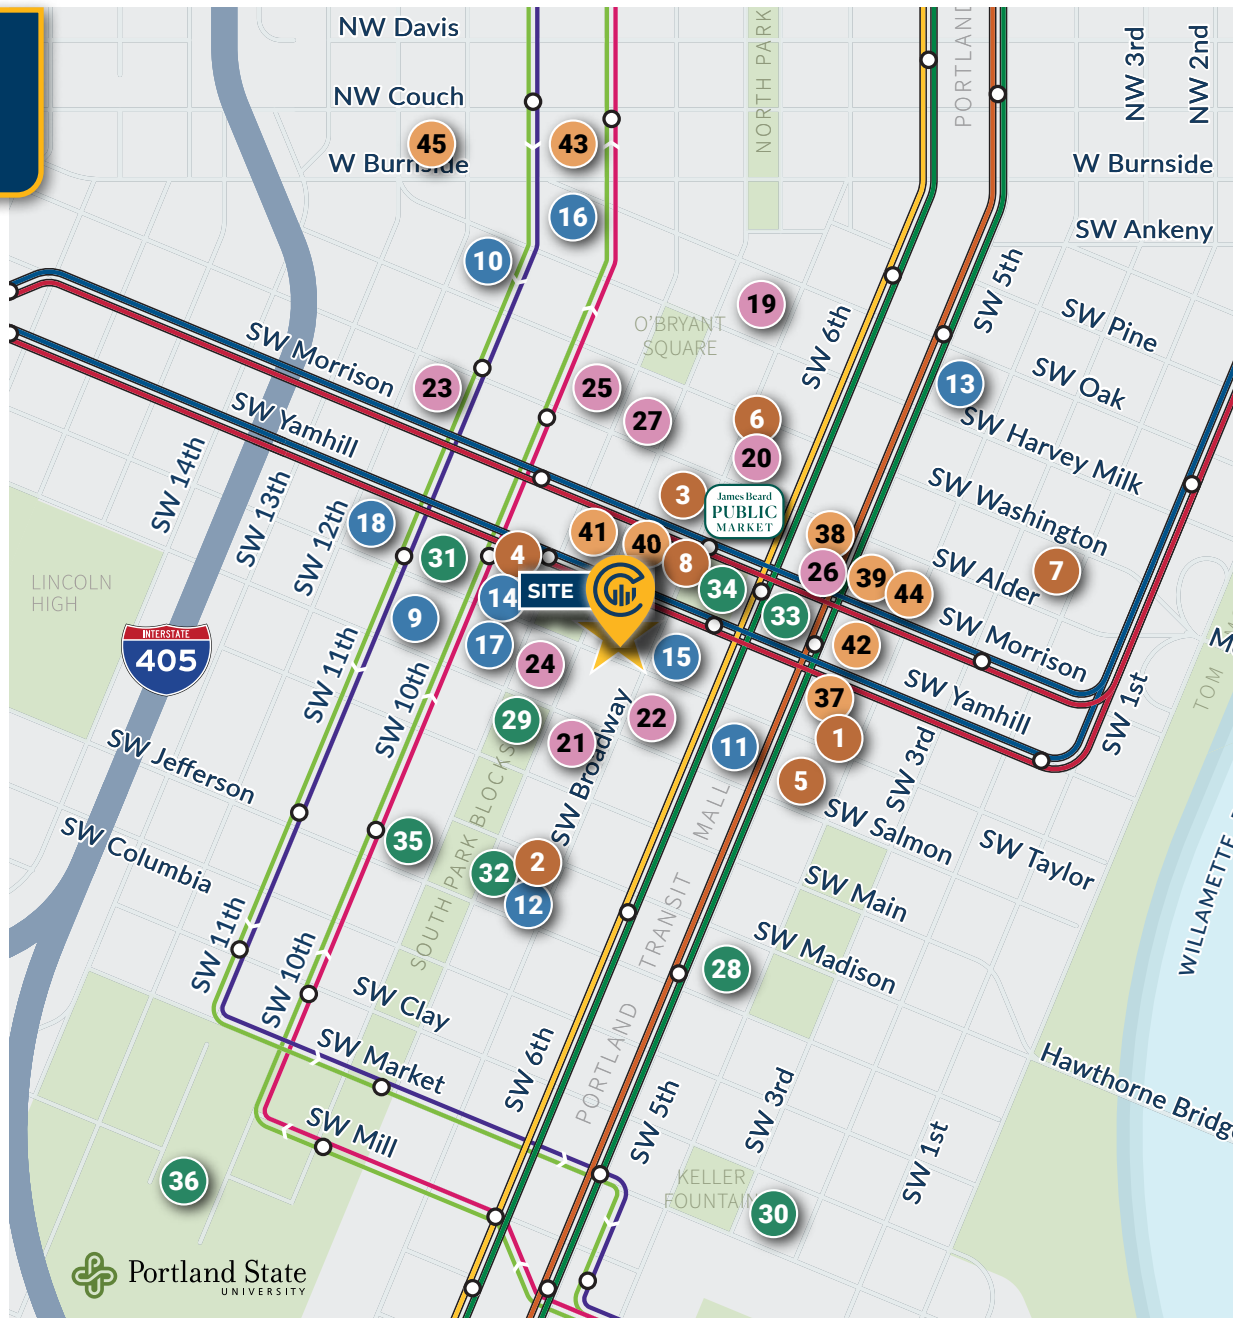 NW Davis
NW Couch
W Burnside
45
43
16
10
NORTH PARK
PORTLAND
NW 3rd
NW 2nd
W Burnside
SW Ankeny
SW 5th
SW Pine
SW Oak
SW Harvey Milk
SW Washington
SW Alder
SW Morrison
SW Yamhill
SW 6th
19
O'BRYANT
SQUARE
13
SW Morrison
SW Yamhill
23
25
27
6
20
3
James Beard
PUBLIC
MARKET
SW 14th
SW 13th
SW 12th
18
31
4
41
40
8
34
38
26
39
44
33
42
7
LINCOLN
HIGH
INTERSTATE
405
9
14
SITE
17
24
15
22
29
21
37
1
5
11
SW 11th
SW 10th
SW Broadway
SW 3rd
SW 1st
TOM
SW Jefferson
SW Columbia
SW Salmon
SW Taylor
SW Main
SW Madison
35
32
2
12
28
SOUTH PARK BLOCKS
PORTLAND TRANSIT MALL
WILLAMETTE
SW 11th
SW 10th
SW Clay
SW Market
SW Mill
SW 6th
SW 5th
SW 3rd
SW 1st
Hawthorne Bridge
KELLER
FOUNTAIN
30
36
Portland State
UNIVERSITY